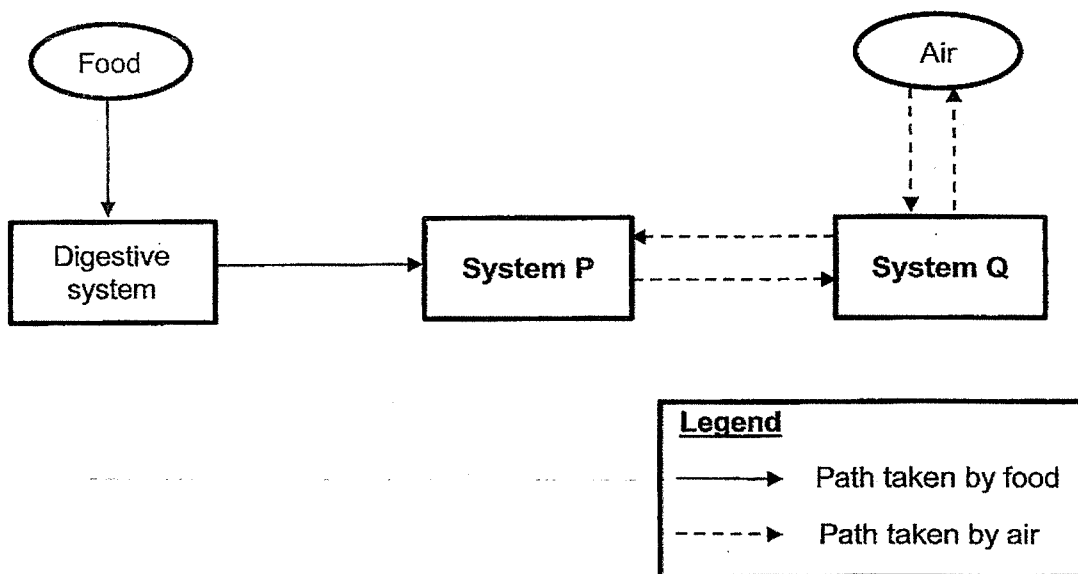 Food
Air
Digestive
system
System P
System Q
Legend
Path taken by food
Path taken by air